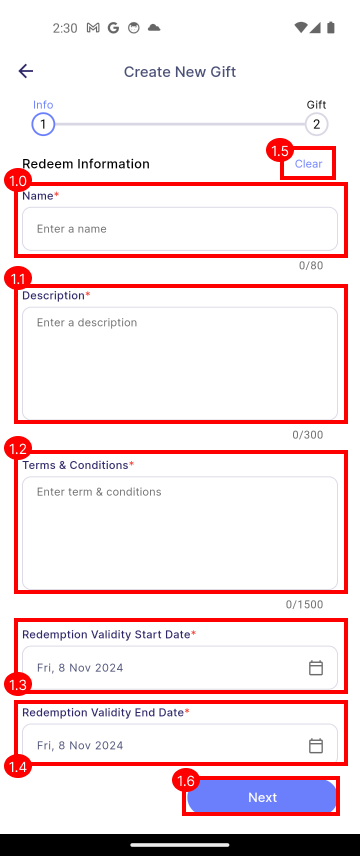 2:30
Create New Gift
Info
Gift
1
2
1.5
Redeem Information
Clear
1.0
Name*
Enter a name
0/80
1.1
Description*
Enter a description
0/300
1.2
Terms & Conditions*
Enter term & conditions
0/1500
Redemption Validity Start Date*
Fri, 8 Nov 2024
1.3
Redemption Validity End Date*
Fri, 8 Nov 2024
1.4
1.6
Next